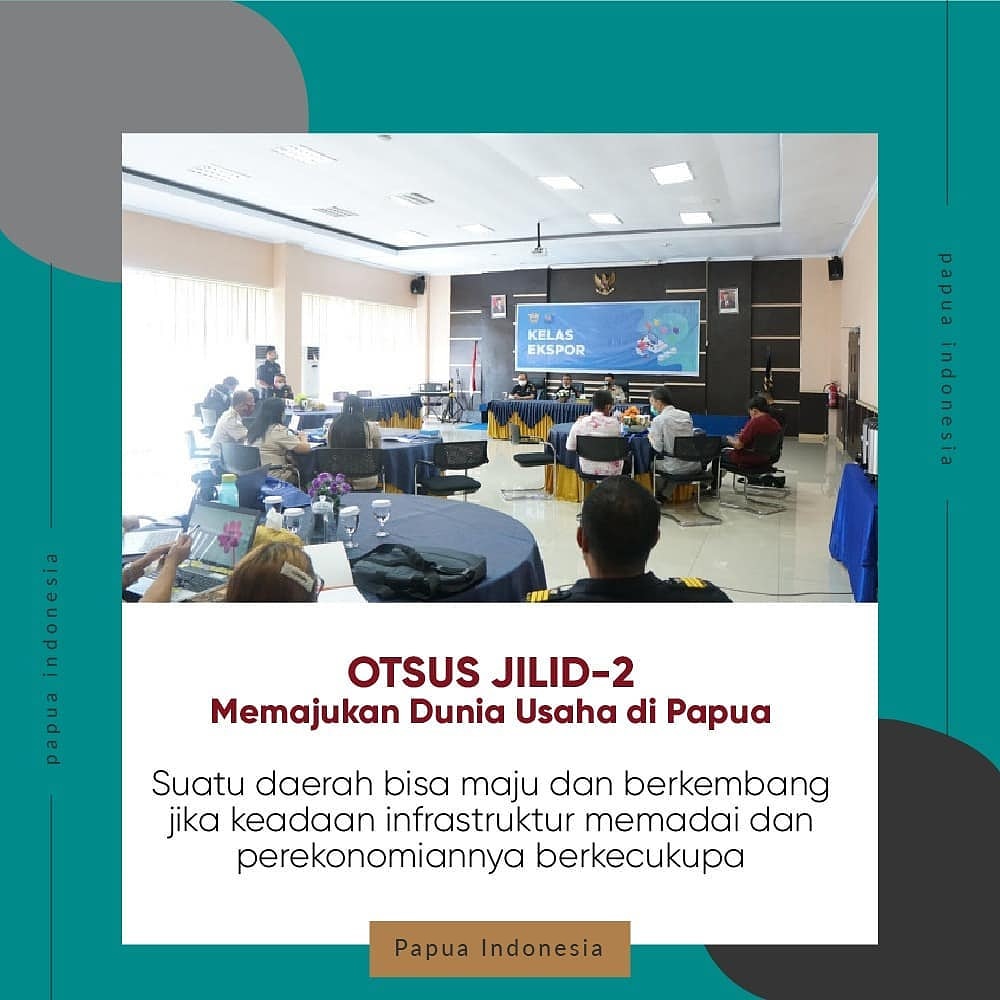 KELAS
EKSPOR
papua indonesia
papua indonesia
OTSUS JILID-2
Memajukan Dunia Usaha di Papua
Suatu daerah bisa maju dan berkembang
jika keadaan infrastruktur memadai dan
perekonomiannya berkecukupa
Papua Indonesia